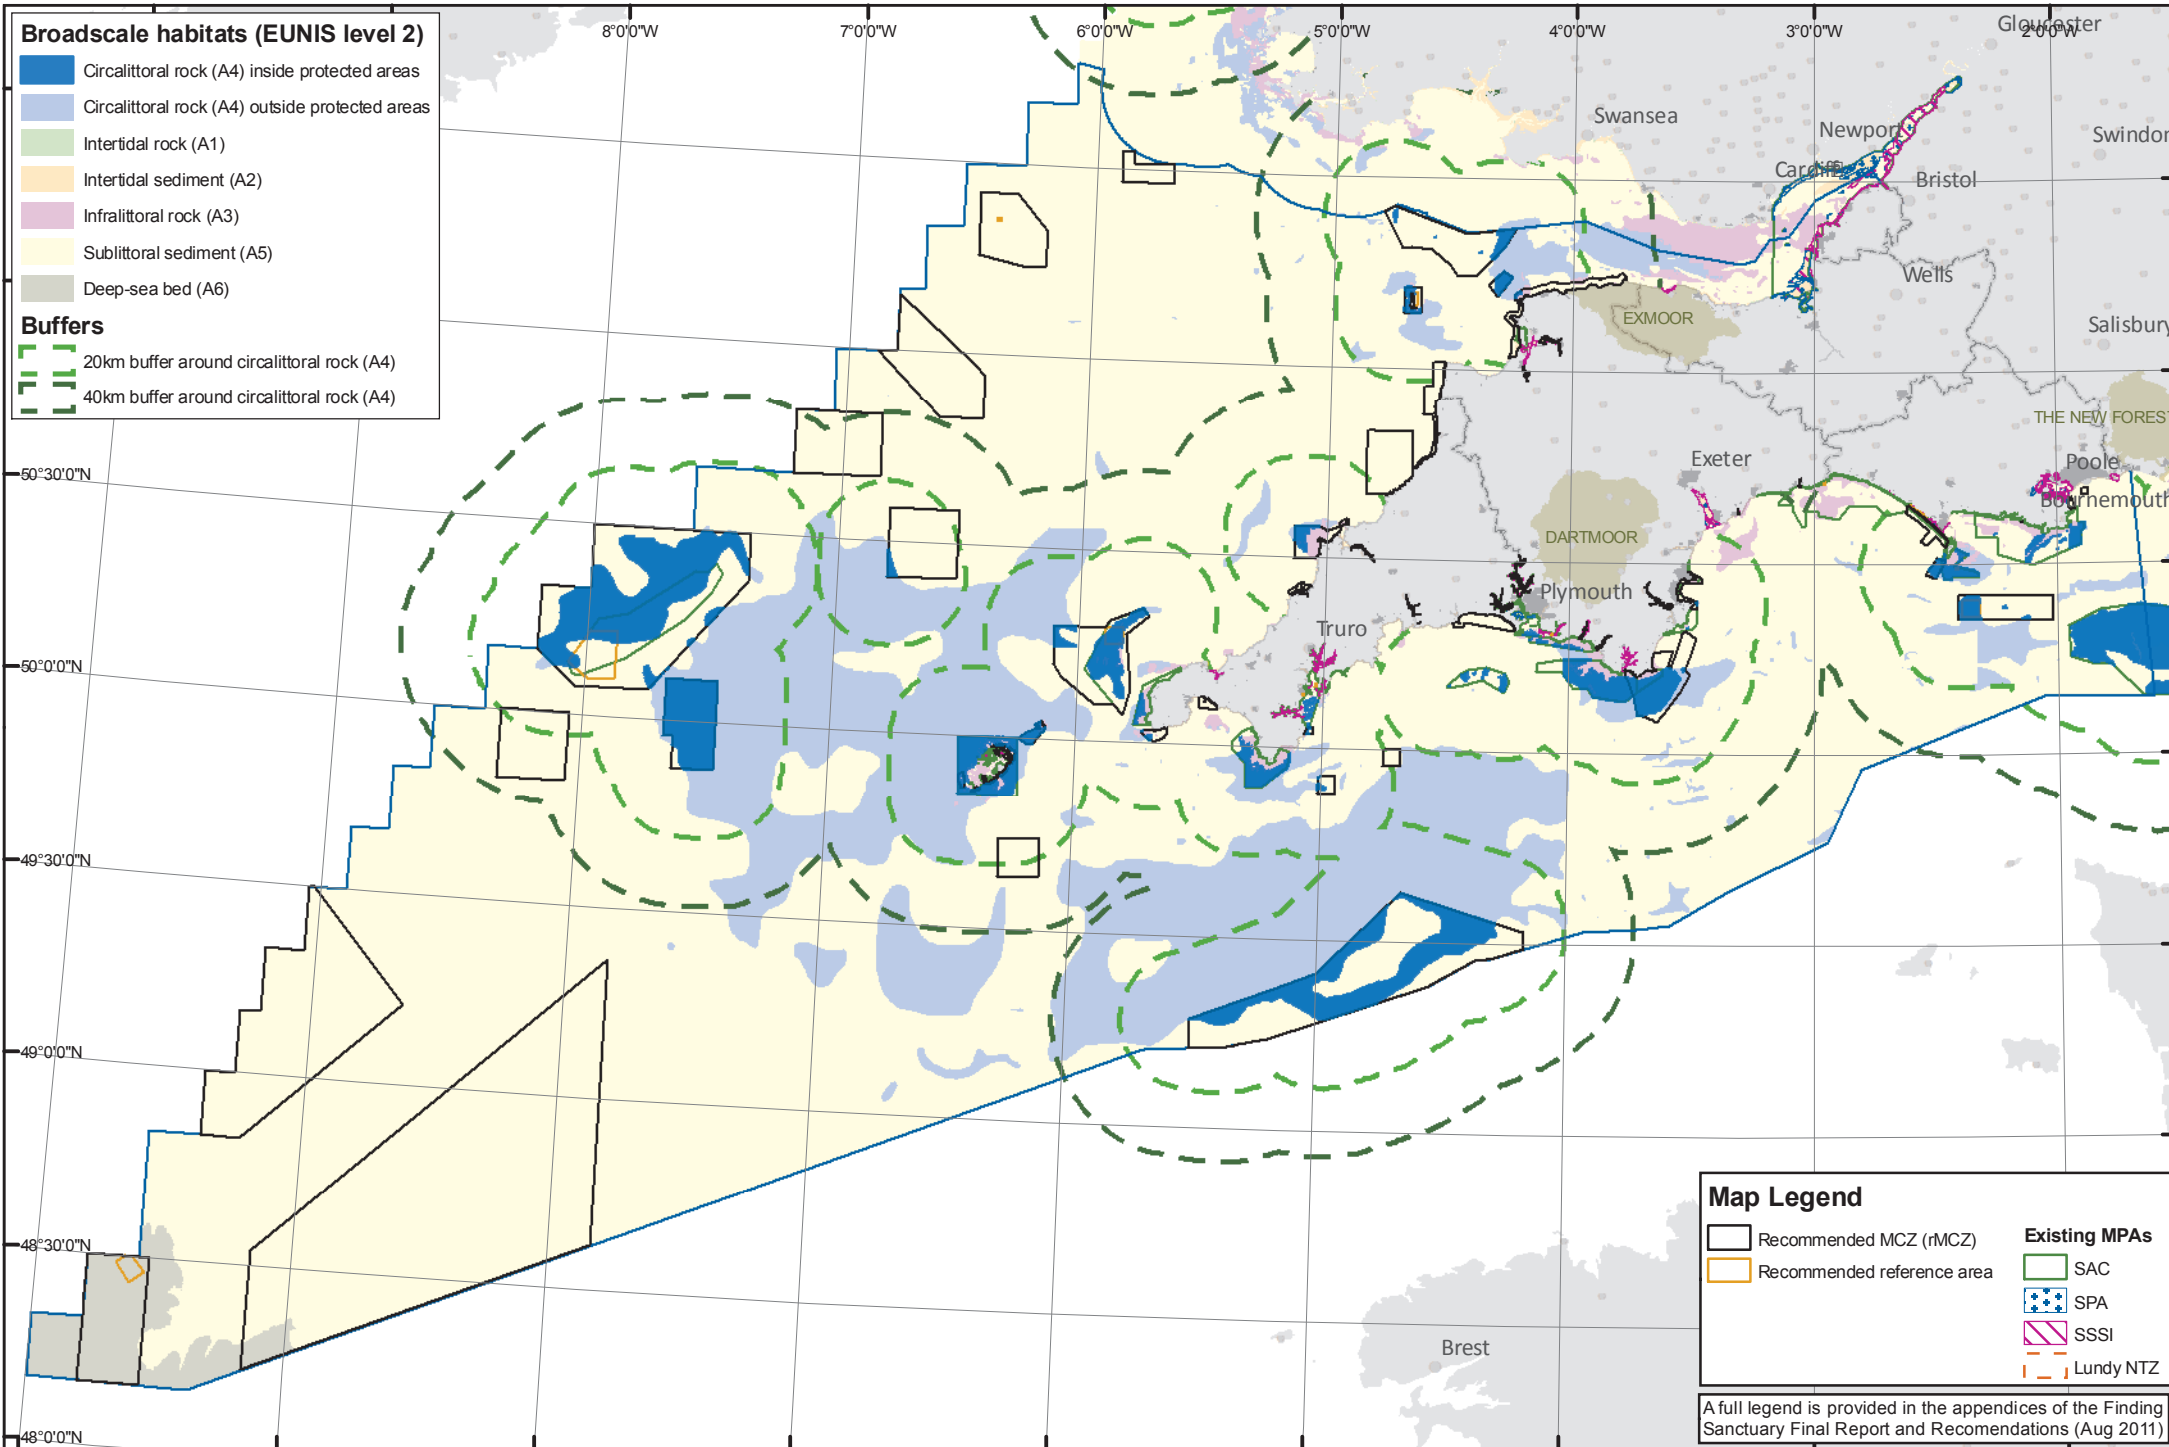 Broadscale habitats (EUNIS level 2)
Circalittoral rock (A4) inside protected areas
Circalittoral rock (A4) outside protected areas
Intertidal rock (A1)
Intertidal sediment (A2)
Infralittoral rock (A3)
Sublittoral sediment (A5)
Deep-sea bed (A6)
Buffers
20km buffer around circalittoral rock (A4)
40km buffer around circalittoral rock (A4)
8°0'0"W
7°0'0"W
6°0'0"W
5°0'0"W
4°0'0"W
3°0'0"W
2°0'0"W
Gloucester
Swansea
Newport
Swindon
Cardiff
Bristol
Wells
EXMOOR
Salisbury
THE NEW FOREST
50°30'0"N
Exeter
Poole
Bournemouth
DARTMOOR
Plymouth
Truro
50°0'0"N
49°30'0"N
49°0'0"N
48°30'0"N
48°0'0"N
Brest
Map Legend
Recommended MCZ (rMCZ)
Recommended reference area
Existing MPAs
SAC
SPA
SSSI
Lundy NTZ
A full legend is provided in the appendices of the Finding
Sanctuary Final Report and Recomendations (Aug 2011)